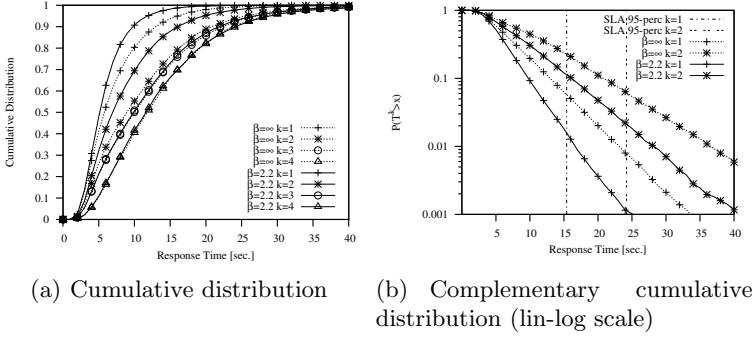 1
0.9
0.8
0.7
0.6
0.5
0.4
0.3
0.2
0.1
0
Cumulative Distribution
β=∞ k=1
β=∞ k=2
β=∞ k=3
β=∞ k=4
β=2.2 k=1
β=2.2 k=2
β=2.2 k=3
β=2.2 k=4
0 5 10 15 20 25 30 35 40
Response Time [sec.]
(a) Cumulative distribution
1
0.1
0.01
0.001
P(T^k>x)
SLA 95-perc k=1
SLA 95-perc k=2
β=∞ k=1
β=∞ k=2
β=2.2 k=1
β=2.2 k=2
5 10 15 20 25 30 35 40
Response Time [sec.]
(b) Complementary cumulative
distribution (lin-log scale)